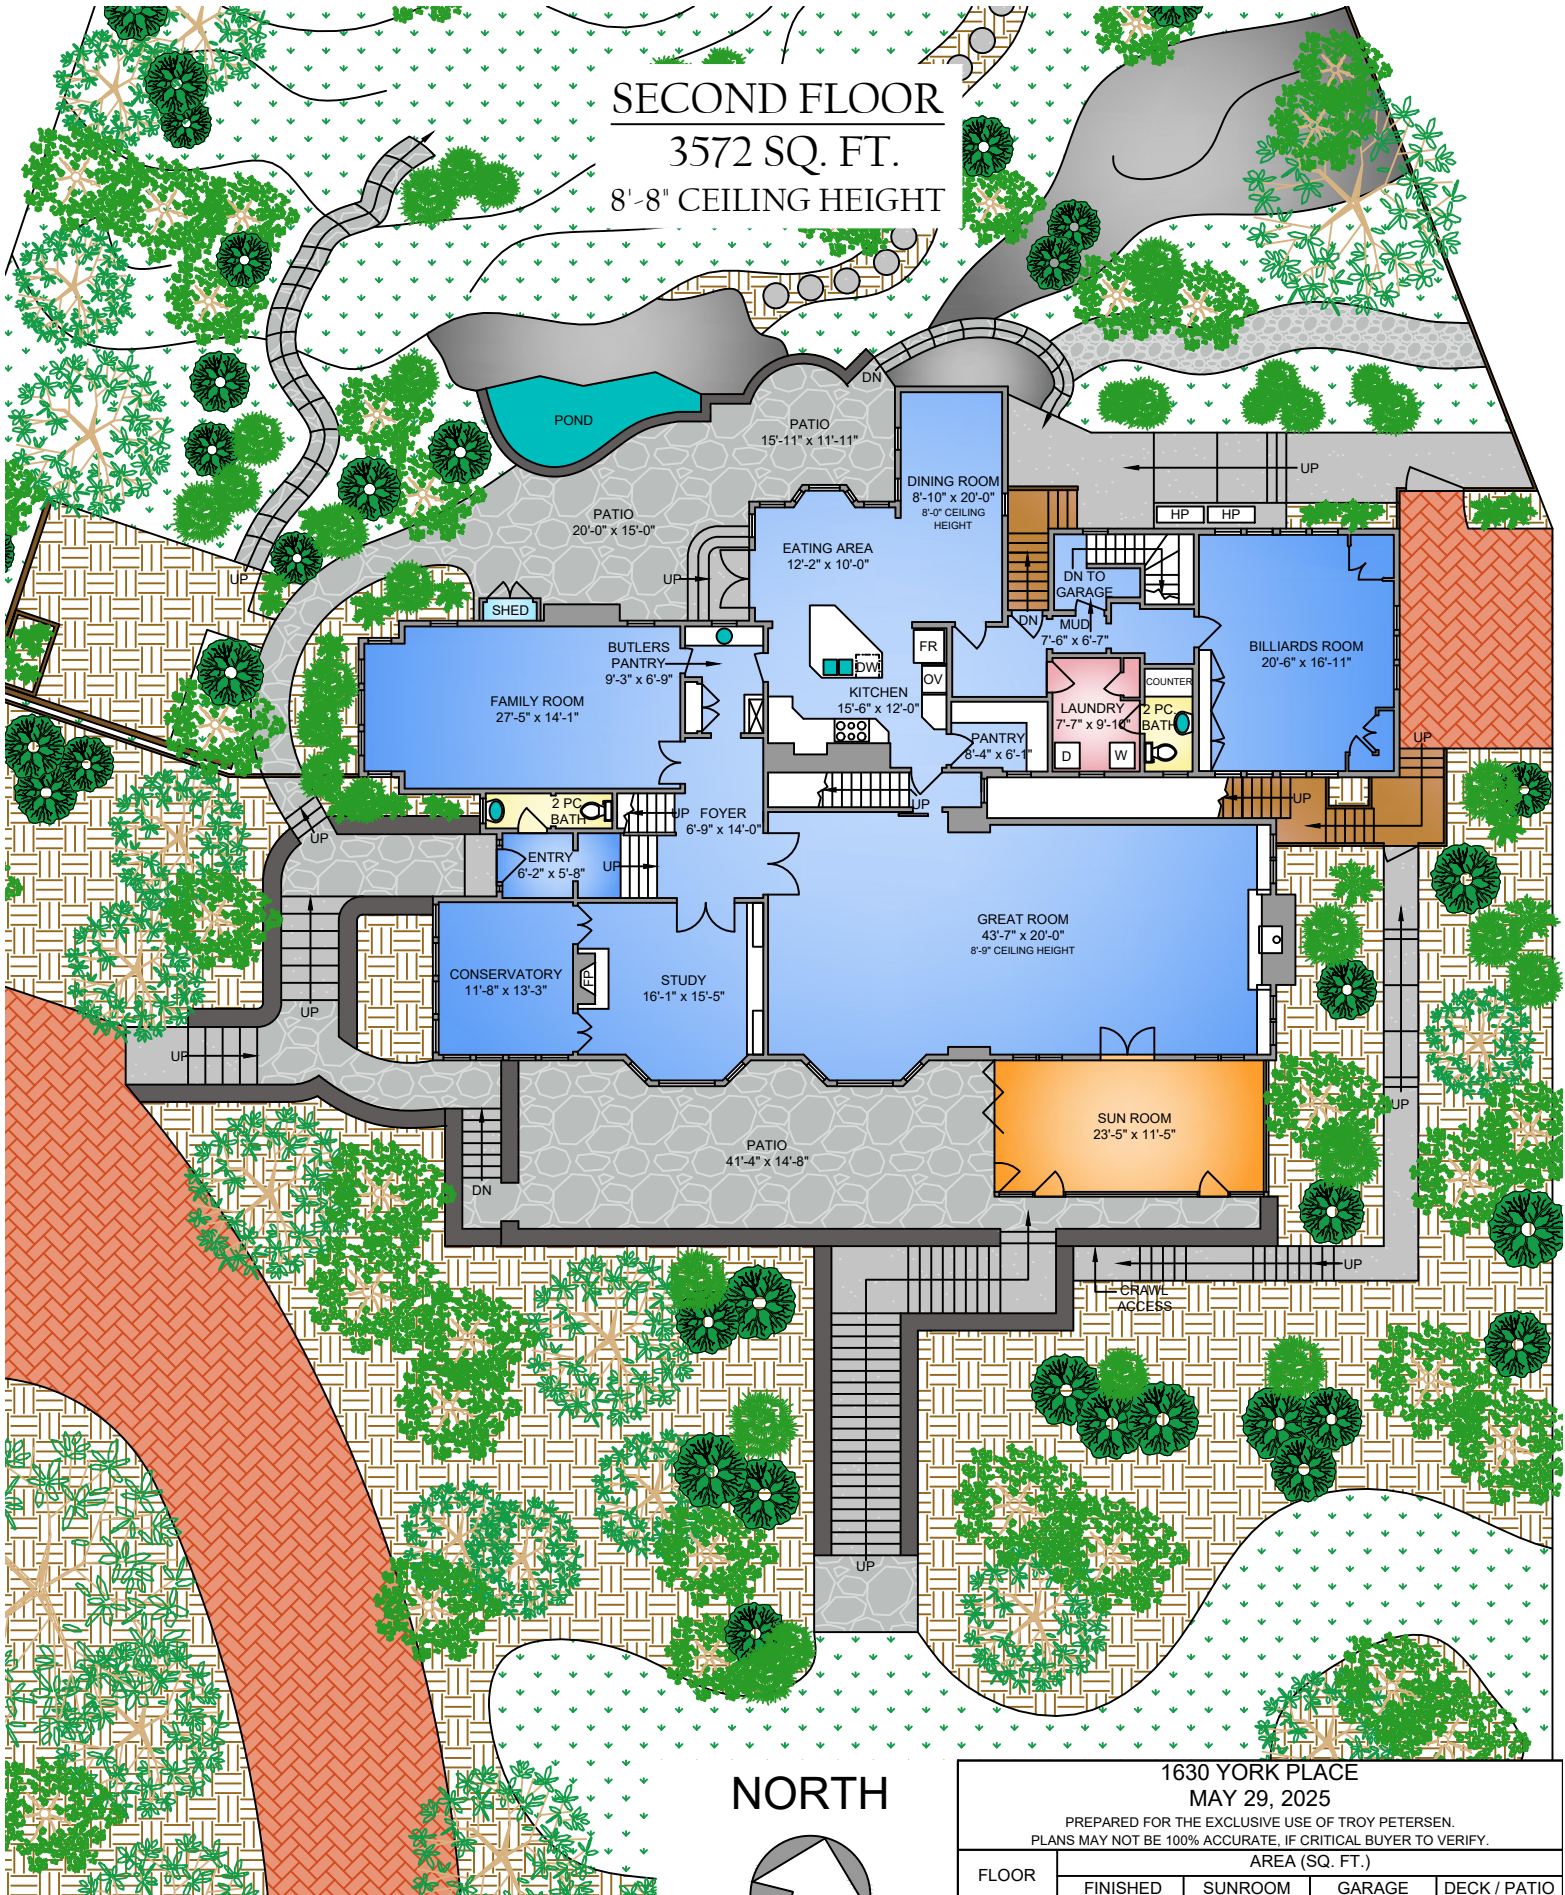 SECOND FLOOR
3572 SQ. FT.
8'-8" CEILING HEIGHT
DN
POND
PATIO
15'-11" x 11'-11"
UP
DINING ROOM
8'-10" x 20'-0"
8'-0" CEILING
HEIGHT
HP
HP
PATIO
20'-0" x 15'-0"
EATING AREA
12'-2" x 10'-0"
UP
UP
DN TO
GARAGE
SHED
DN
MUD
7'-6" x 6'-7"
BUTLERS
PANTRY
9'-3" x 6'-9"
FR
DW
OV
BILLIARDS ROOM
20'-6" x 16'-11"
COUNTER
FAMILY ROOM
27'-5" x 14'-1"
KITCHEN
15'-6" x 12'-0"
LAUNDRY
7'-7" x 9'-10"
2 PC.
BATH
PANTRY
8'-4" x 6'-1"
D
W
UP
2 PC.
BATH
UP
FOYER
6'-9" x 14'-0"
UP
UP
UP
ENTRY
6'-2" x 5'-8"
UP
GREAT ROOM
43'-7" x 20'-0"
8'-9" CEILING HEIGHT
CONSERVATORY
11'-8" x 13'-3"
FP
STUDY
16'-1" x 15'-5"
UP
UP
UP
SUN ROOM
23'-5" x 11'-5"
PATIO
41'-4" x 14'-8"
DN
UP
CRAWL
ACCESS
UP
NORTH
1630 YORK PLACE
MAY 29, 2025
PREPARED FOR THE EXCLUSIVE USE OF TROY PETERSEN.
PLANS MAY NOT BE 100% ACCURATE, IF CRITICAL BUYER TO VERIFY.
FLOOR
AREA (SQ. FT.)
FINISHED
SUNROOM
GARAGE
DECK / PATIO